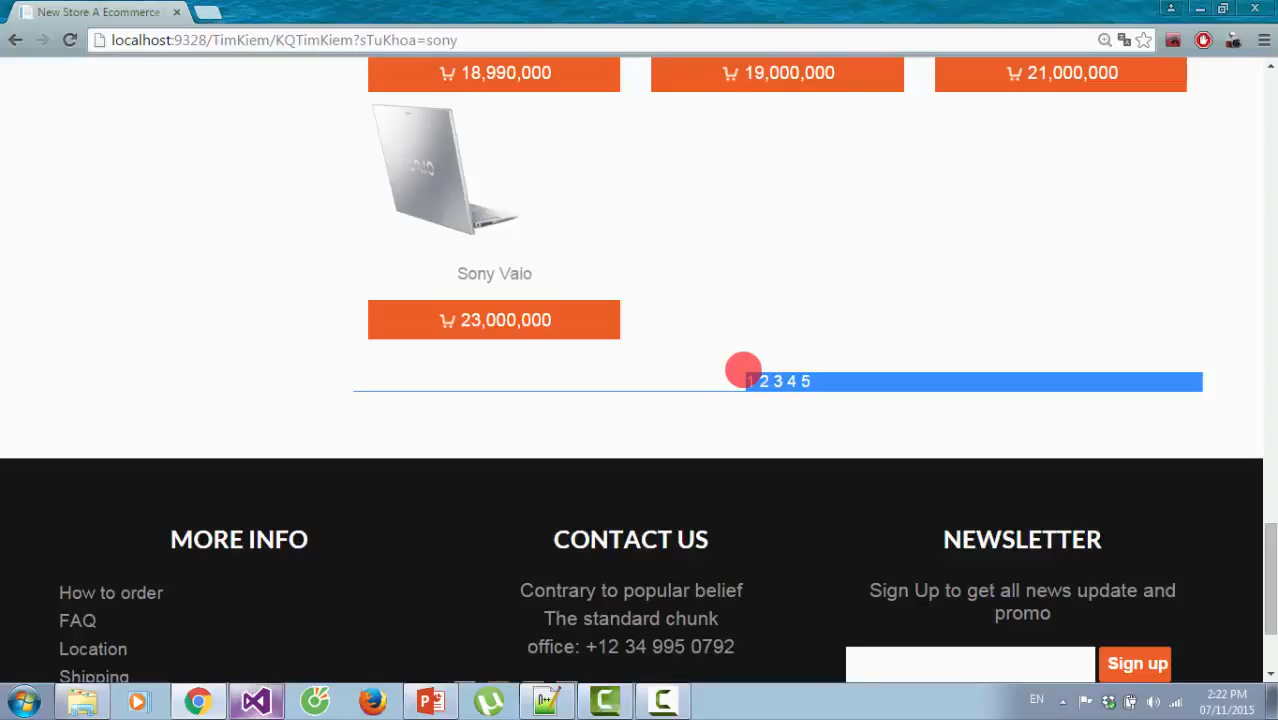 New Store A Ecommerce
localhost:9328/TimKiem/KQTimKiem?sTuKhoa=sony
18,990,000
19,000,000
21,000,000
VAIO
Sony Vaio
23,000,000
1 2 3 4 5
MORE INFO
How to order
FAQ
Location
Shipping
CONTACT US
Contrary to popular belief
The standard chunk
office: +12 34 995 0792
NEWSLETTER
Sign Up to get all news update and
promo
Sign up
EN
2:22 PM
07/11/2015